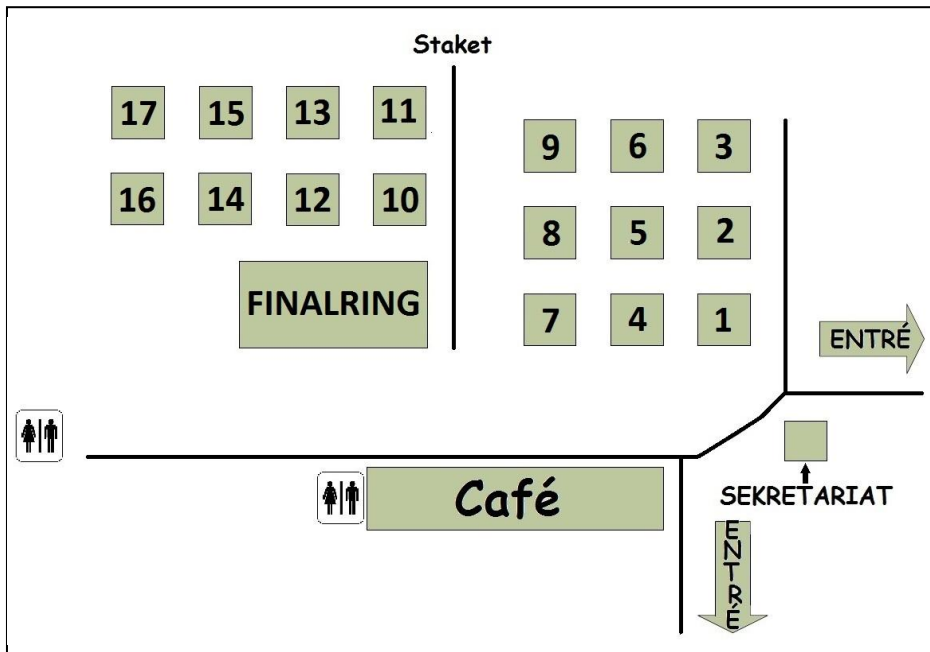 Staket
17 15 13 11
9 6 3
16 14 12 10
8 5 2
FINALRING
7 4 1
ENTRÉ
Café
SEKRETARIAT
ENTRÉ